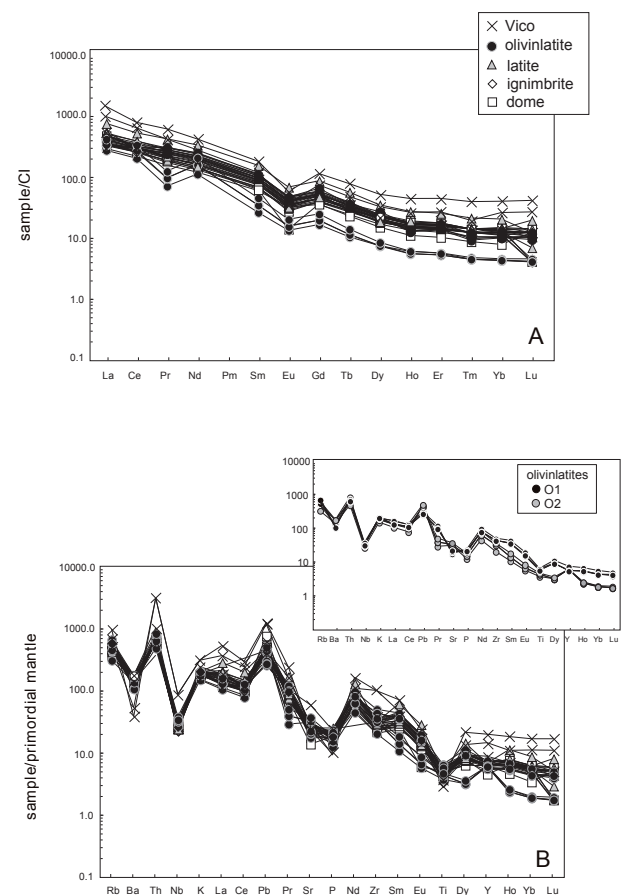 Vico
olivinlatite
latite
ignimbrite
dome
10000.0
1000.0
100.0
10.0
1.0
0.1
sample/CI
A
La Ce Pr Nd Pm Sm Eu Gd Tb Dy Ho Er Tm Yb Lu
10000
1000
100
10
1
olivinlatites
O1
O2
Rb Ba Th Nb K La Ce Pb Pr Sr P Nd Zr Sm Eu Ti Dy Y Ho Yb Lu
10000.0
1000.0
100.0
10.0
1.0
0.1
sample/primordial mantle
B
Rb Ba Th Nb K La Ce Pb Pr Sr P Nd Zr Sm Eu Ti Dy Y Ho Yb Lu